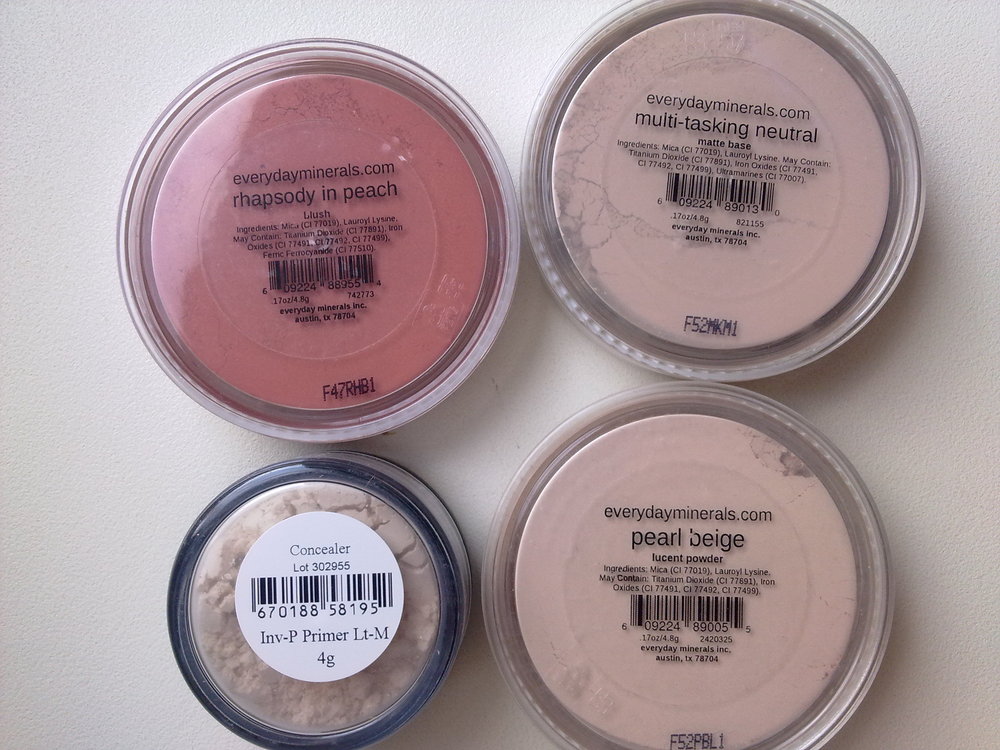 everydayminerals.com
rhapsody in peach
blush
Ingredients: Mica (CI 77019), Lauroyl Lysine.
May Contain: Titanium Dioxide (CI 77891), Iron
Oxides (CI 77491, CI 77492, CI 77499),
Ferric Ferrocyanide (CI 77510).
6 09224 88955 4
.17oz/4.8g 742773
everyday minerals inc.
austin, tx 78704
F47RHB1
everydayminerals.com
multi-tasking neutral
matte base
Ingredients: Mica (CI 77019), Lauroyl Lysine. May Contain:
Titanium Dioxide (CI 77891), Iron Oxides (CI 77491,
CI 77492, CI 77499), Ultramarines (CI 77007).
6 09224 89013 0
.17oz/4.8g 821155
everyday minerals inc.
austin, tx 78704
F52MKM1
Concealer
Lot 302955
670188 58195
Inv-P Primer Lt-M
4g
everydayminerals.com
pearl beige
lucent powder
Ingredients: Mica (CI 77019), Lauroyl Lysine.
May Contain: Titanium Dioxide (CI 77891), Iron
Oxides (CI 77491, CI 77492, CI 77499).
6 09224 89005 5
.17oz/4.8g 2420325
everyday minerals inc.
austin, tx 78704
F52PBL1